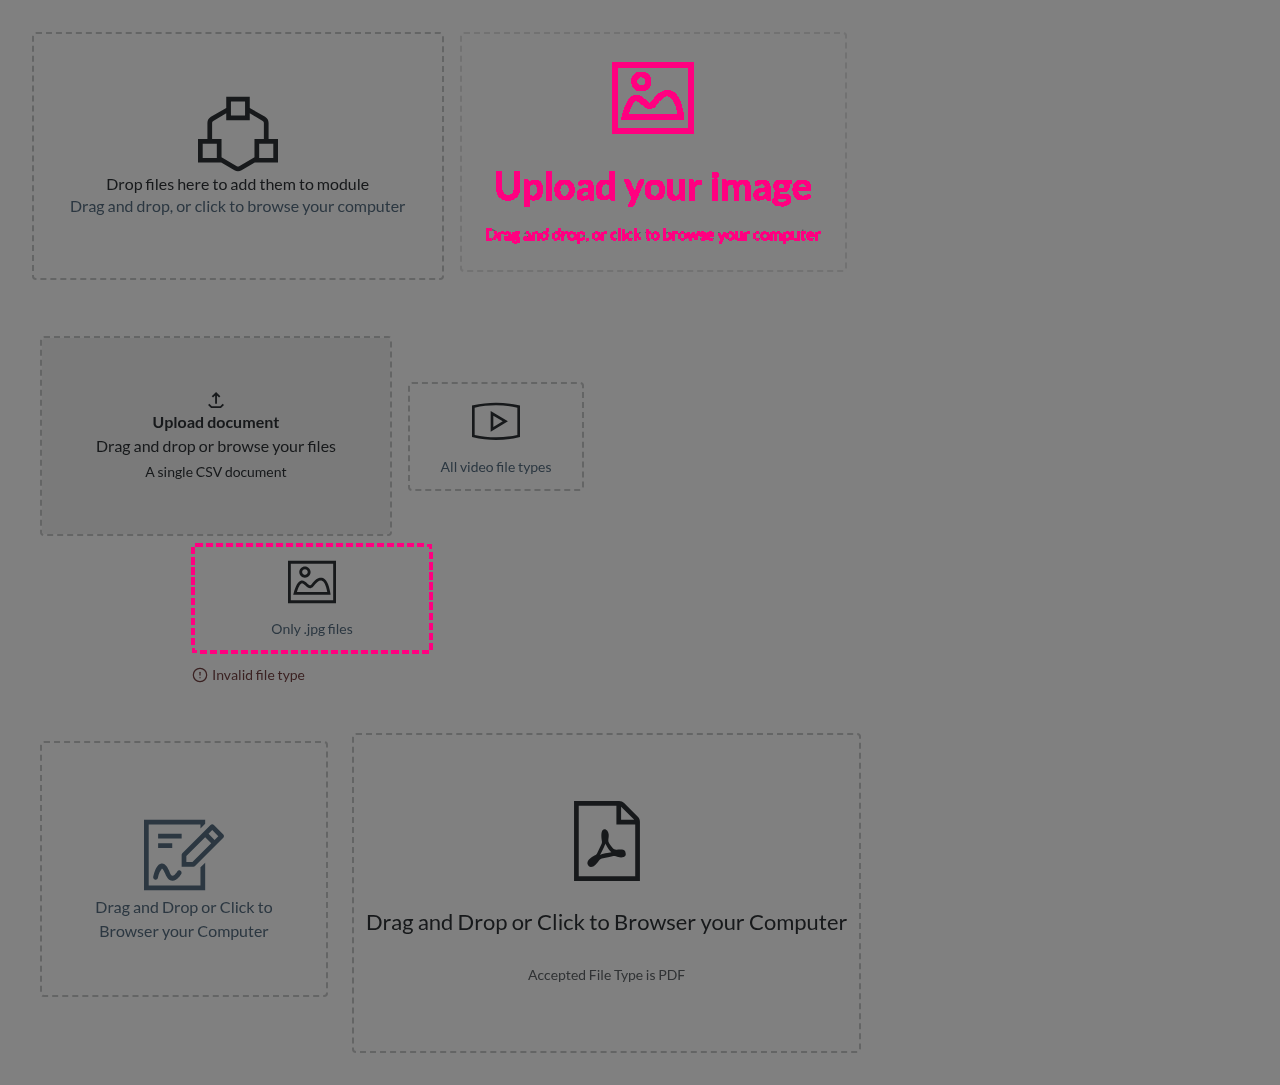 Drop files here to add them to module
Drag and drop, or click to browse your computer
Upload your image
Drag and drop, or click to browse your computer
Upload document
Drag and drop or browse your files
A single CSV document
All video file types
Only .jpg files
Invalid file type
Drag and Drop or Click to
Browser your Computer
Drag and Drop or Click to Browser your Computer
Accepted File Type is PDF